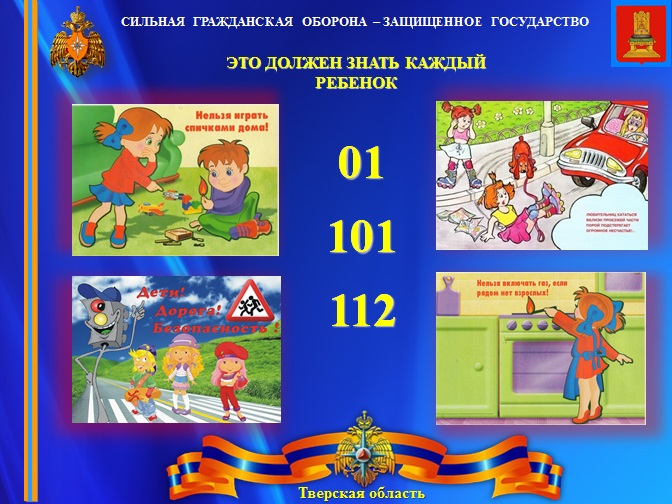 СИЛЬНАЯ ГРАЖДАНСКАЯ ОБОРОНА – ЗАЩИЩЕННОЕ ГОСУДАРСТВО
ЭТО ДОЛЖЕН ЗНАТЬ КАЖДЫЙ
РЕБЕНОК
Нельзя играть
спичками дома!
01
101
112
ЛЮБИТЕЛЬНИЦ КАТАТЬСЯ
ВБЛИЗИ ПРОЕЗЖЕЙ ЧАСТИ
ПОРОЙ ПОДСТЕРЕГАЕТ
ОГРОМНОЕ НЕСЧАСТЬЕ...
Дети!
Дорога!
Безопасность!
Нельзя включать газ, если
рядом нет взрослых!
Тверская область